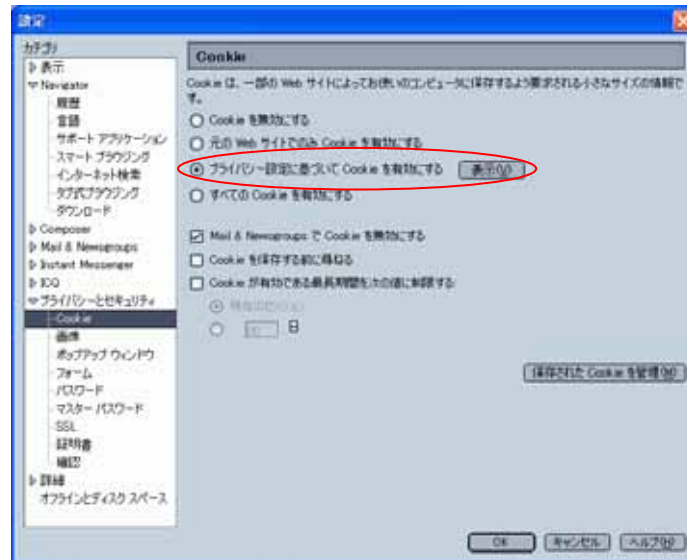 設定
カテゴリ
表示
Navigator
履歴
言語
サポート アプリケーション
スマート ブラウジング
インターネット検索
タブ式ブラウジング
ダウンロード
Composer
Mail & Newsgroups
Instant Messenger
ICQ
プライバシーとセキュリティ
Cookie
画像
ポップアップ ウィンドウ
フォーム
パスワード
マスター パスワード
SSL
証明書
確認
詳細
オフラインとディスク スペース
Cookie
Cookie は、一部の Web サイトによってお使いのコンピュータに保存するよう要求される小さなサイズの情報で
す。
Cookie を無効にする
元の Web サイトでのみ Cookie を有効にする
プライバシー設定に基づいて Cookie を有効にする 表示(V)
すべての Cookie を有効にする
Mail & Newsgroups で Cookie を無効にする
Cookie を保存する前に尋ねる
Cookie が有効である最長期間を次の値に制限する:
現在のセッション
日
保存された Cookie を管理(M)
OK キャンセル ヘルプ(H)